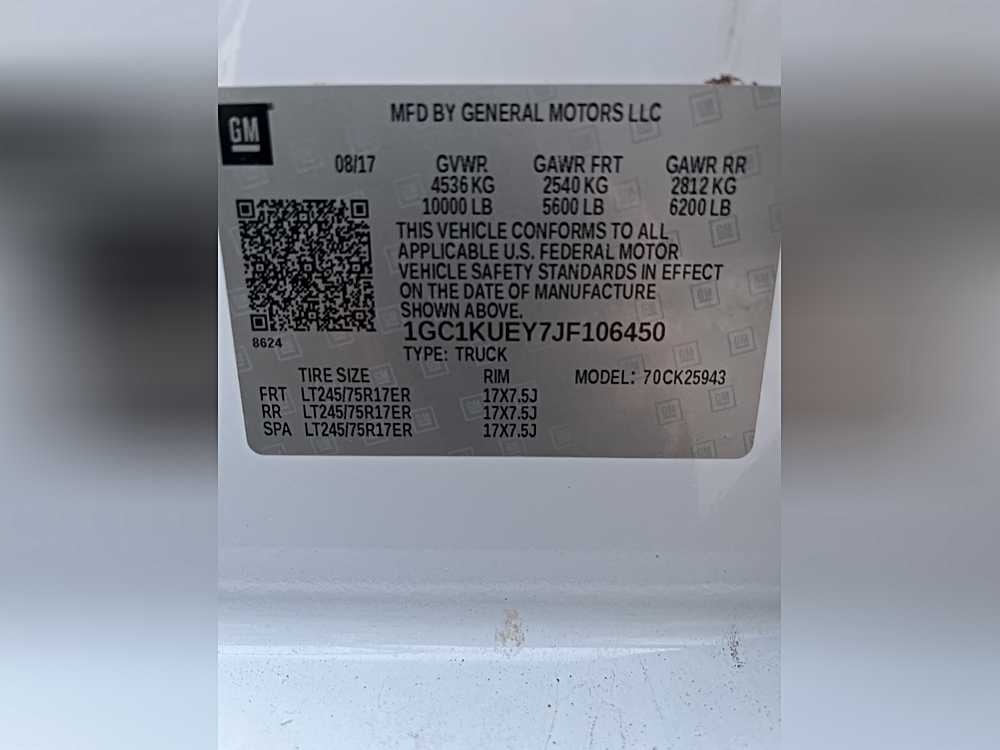 GM
MFD BY GENERAL MOTORS LLC
08/17 GVWR GAWR FRT GAWR RR
4536 KG 2540 KG 2812 KG
10000 LB 5600 LB 6200 LB
THIS VEHICLE CONFORMS TO ALL
APPLICABLE U.S. FEDERAL MOTOR
VEHICLE SAFETY STANDARDS IN EFFECT
ON THE DATE OF MANUFACTURE
SHOWN ABOVE.
1GC1KUEY7JF106450
8624
TYPE: TRUCK
TIRE SIZE RIM MODEL: 70CK25943
FRT LT245/75R17ER 17X7.5J
RR LT245/75R17ER 17X7.5J
SPA LT245/75R17ER 17X7.5J